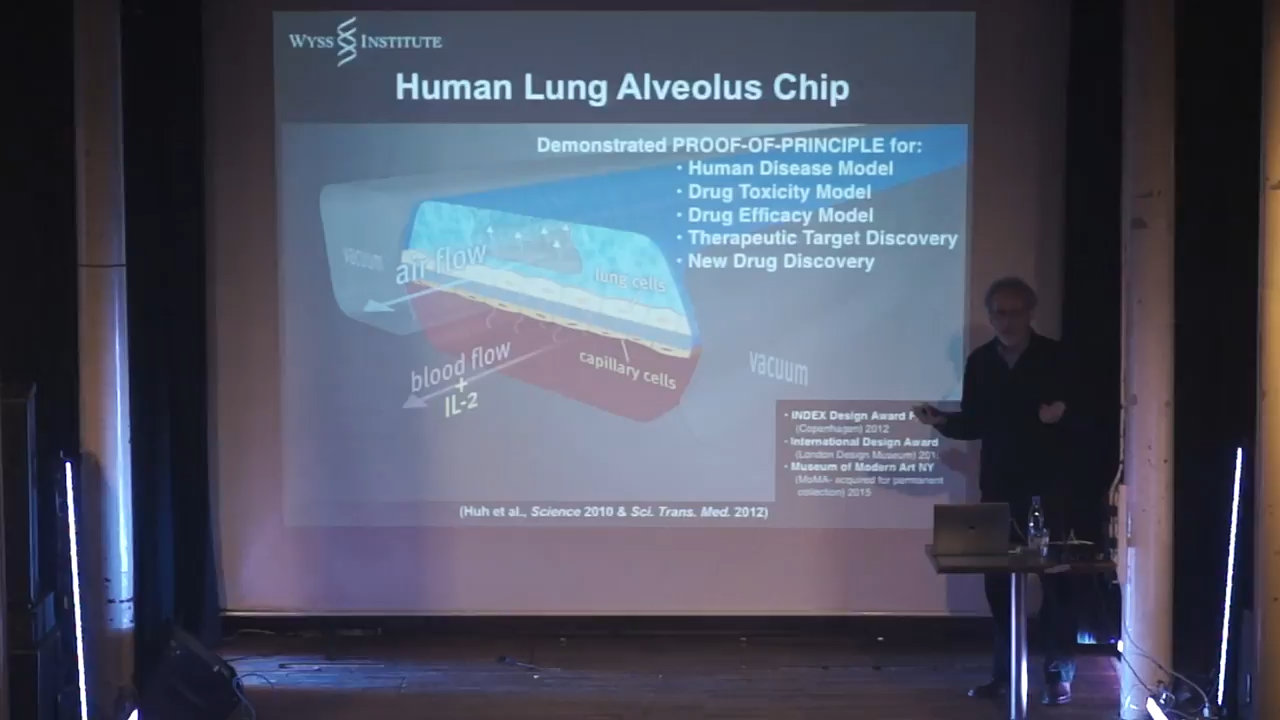 WYSS INSTITUTE
Human Lung Alveolus Chip
Demonstrated PROOF-OF-PRINCIPLE for:
• Human Disease Model
• Drug Toxicity Model
• Drug Efficacy Model
• Therapeutic Target Discovery
• New Drug Discovery
vacuum
air flow
lung cells
blood flow
+
IL-2
capillary cells
vacuum
• INDEX Design Award
(Copenhagen) 2012
• International Design Award
(London Design Museum)
• Museum of Modern Art NY
(MoMA- acquired for permanent
collection) 2015
(Huh et al., Science 2010 & Sci. Trans. Med. 2012)